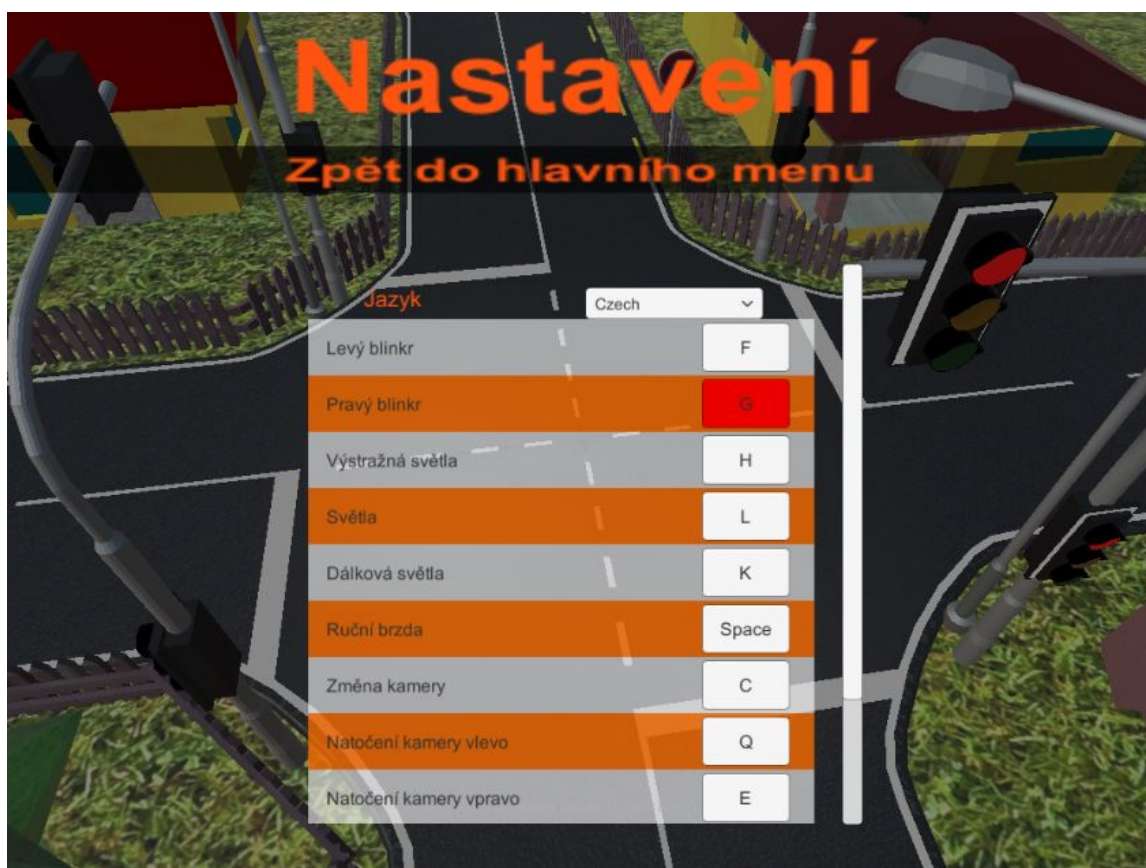 Nastavení
Zpět do hlavního menu
Jazyk Czech
Levý blinkr F
Pravý blinkr G
Výstražná světla H
Světla L
Dálková světla K
Ruční brzda Space
Změna kamery C
Natočení kamery vlevo Q
Natočení kamery vpravo E